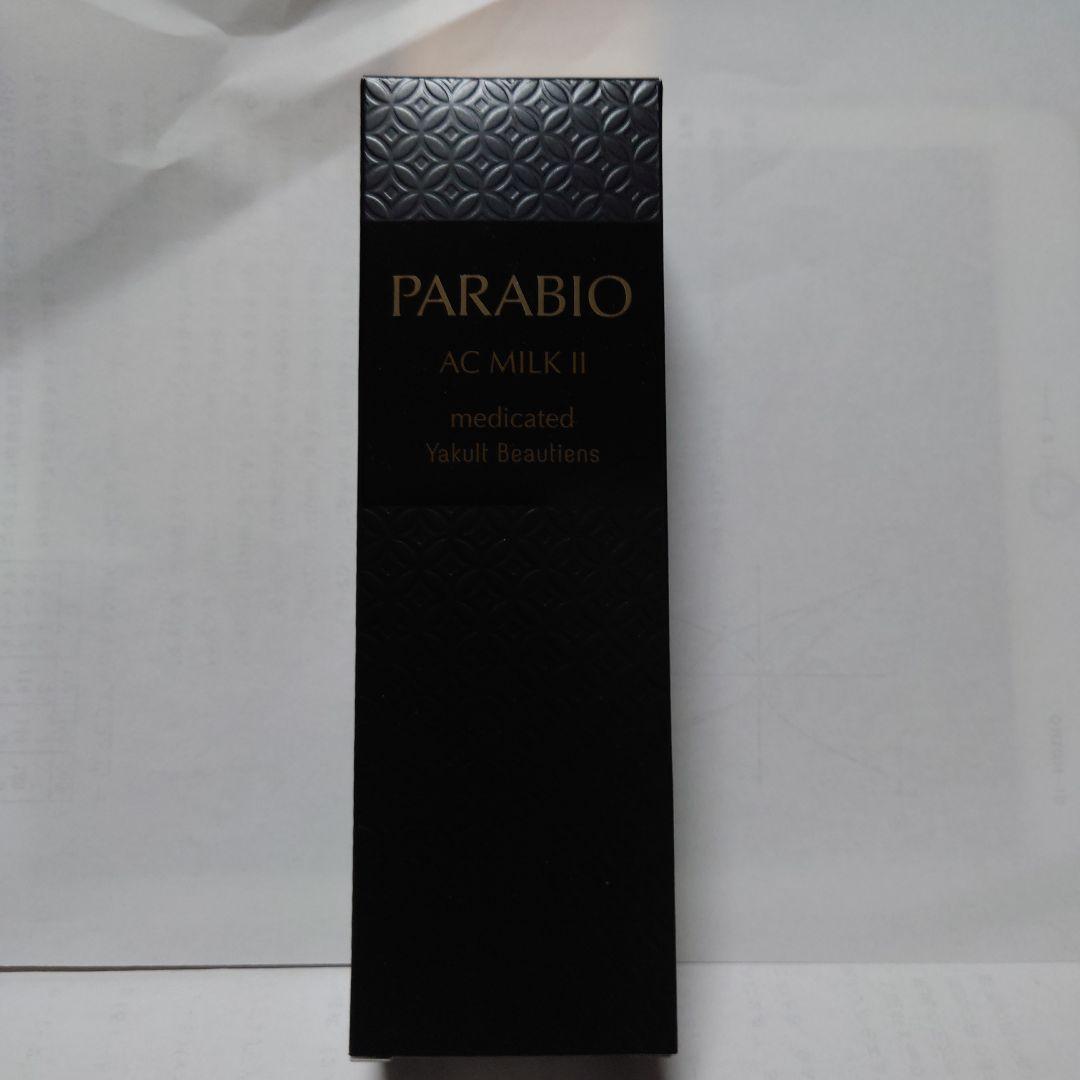 PARABIO
AC MILK II
medicated
Yakult Beautiens